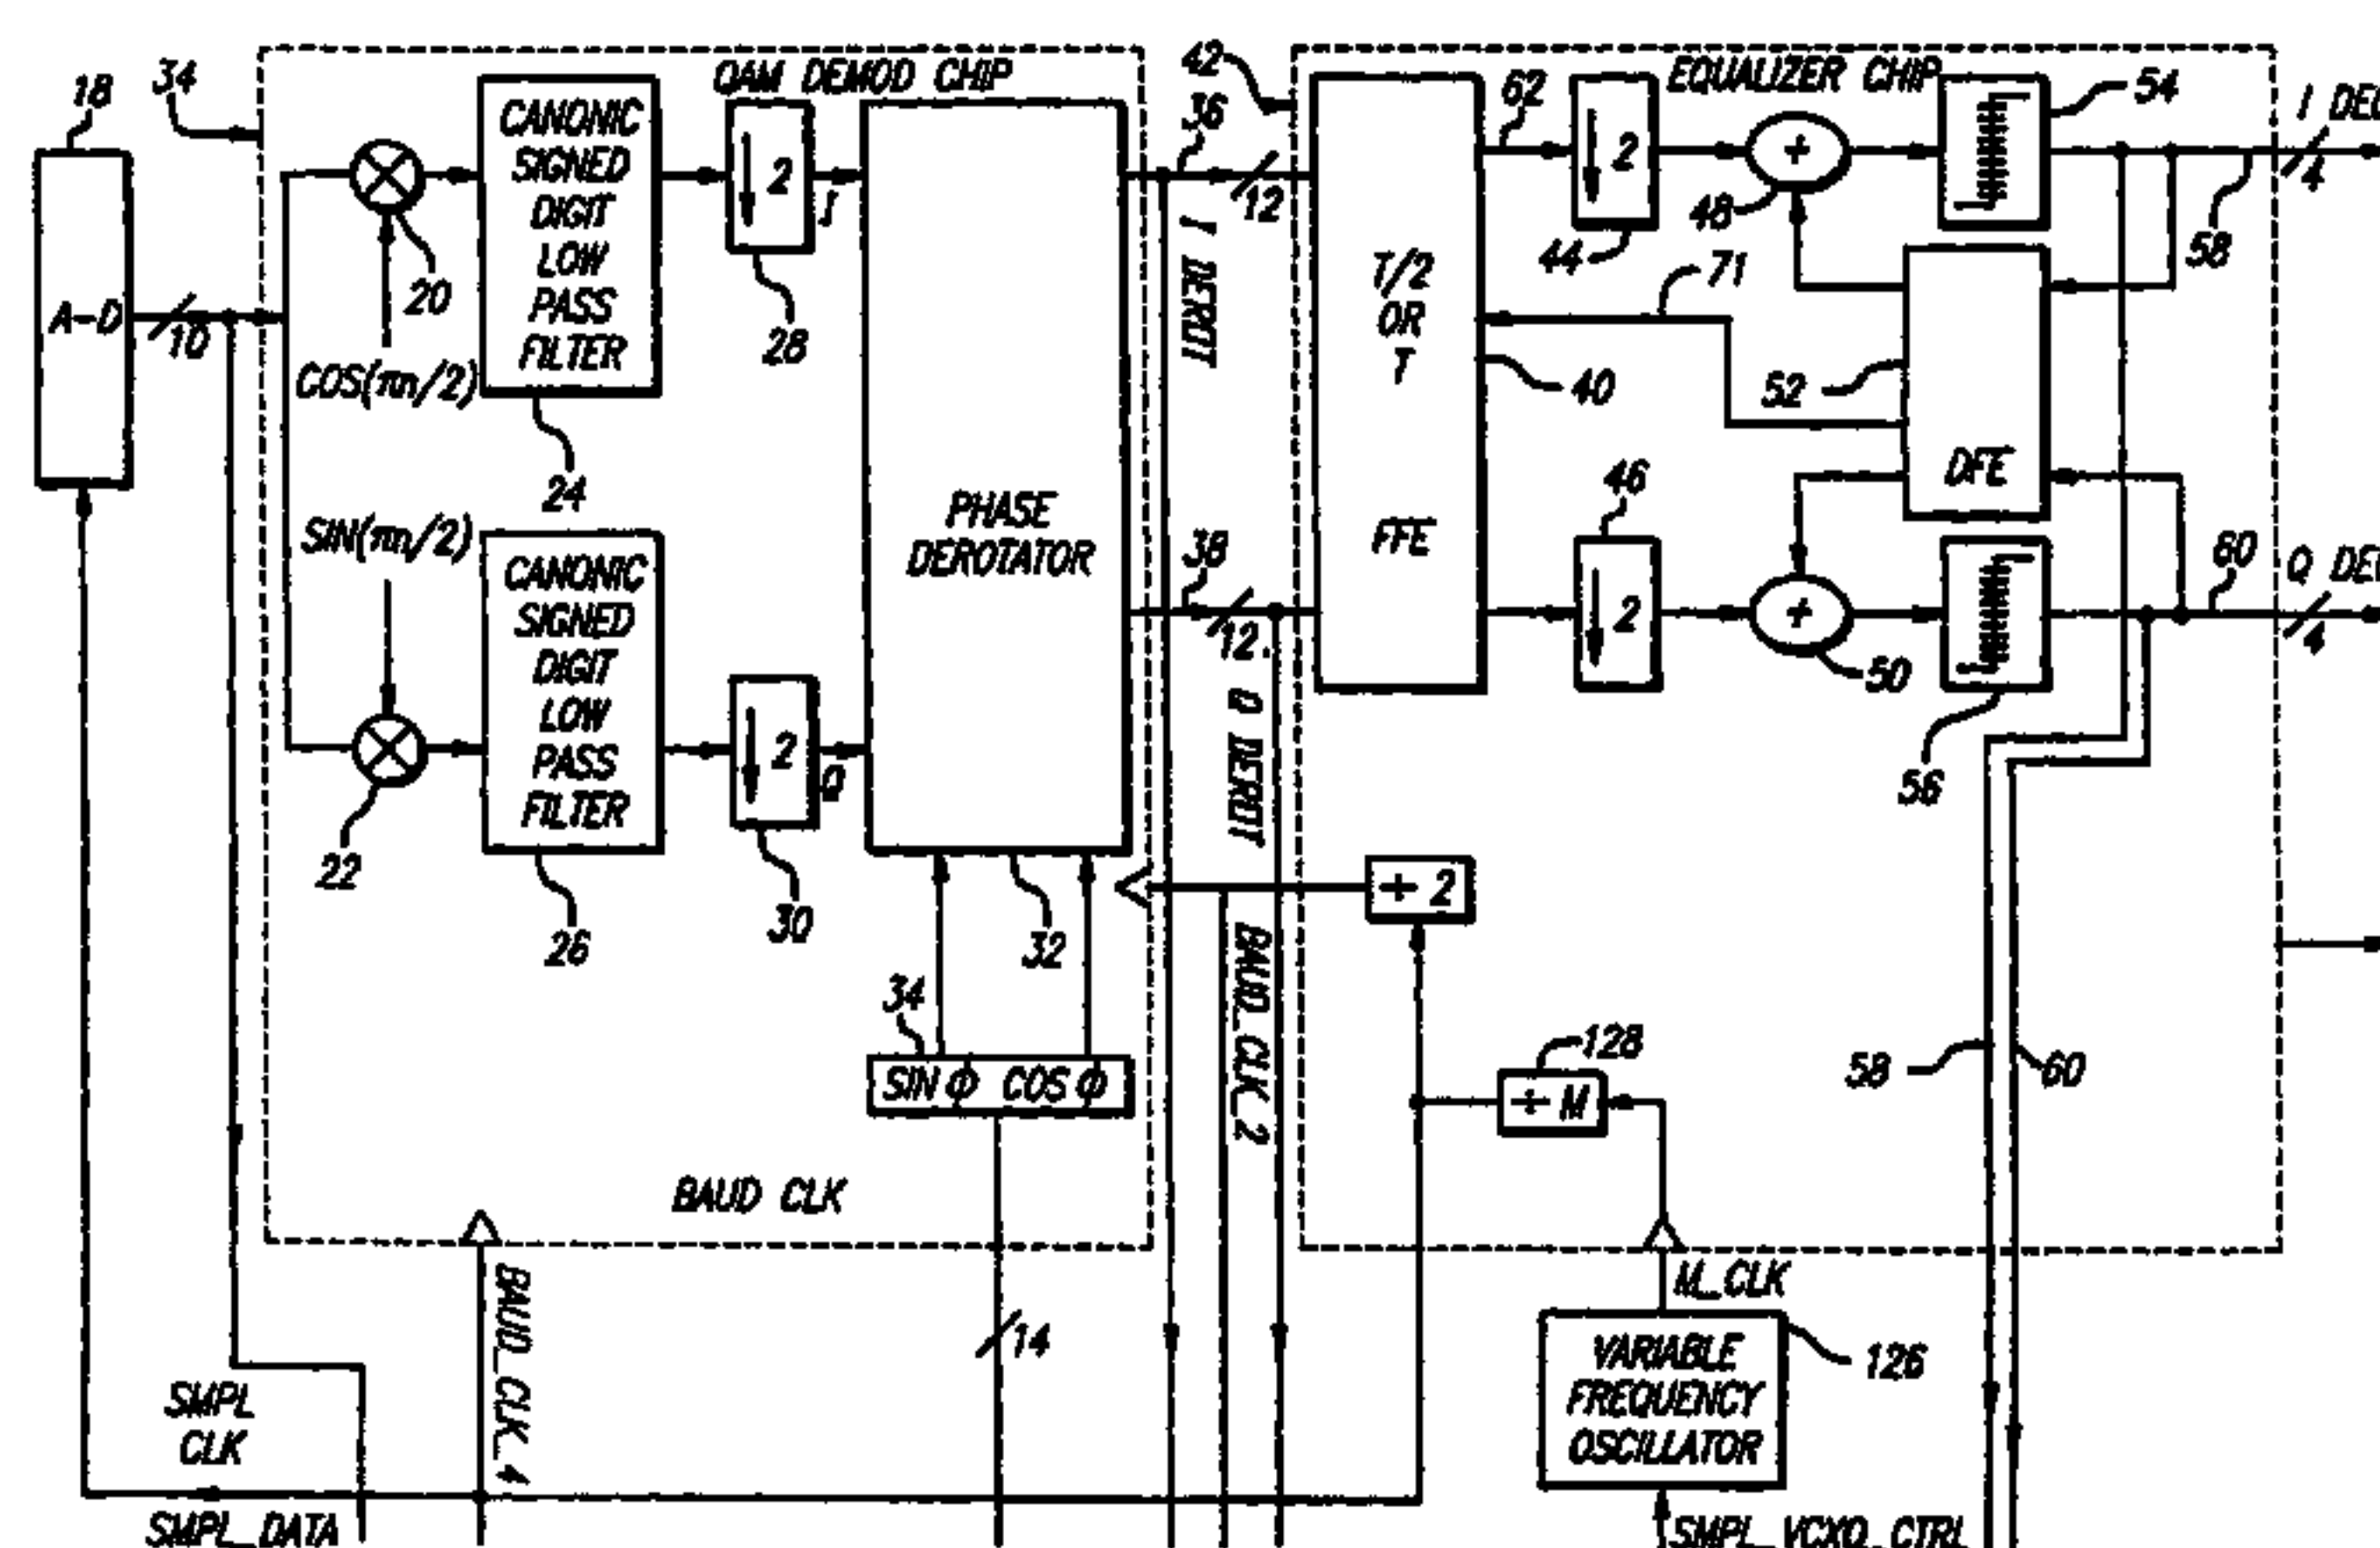 18
34
QAM DEMOD CHIP
42
36
62
EQUALIZER CHIP
54
A-D
10
20
COS(πn/2)
CANONIC
SIGNED
DIGIT
LOW
PASS
FILTER
24
2
I
28
12
I DEROT
T/2
OR
T
40
FFE
2
44
71
+
48
52
DFE
58
4
SIN(πn/2)
22
CANONIC
SIGNED
DIGIT
LOW
PASS
FILTER
26
2
Q
30
PHASE
DEROTATOR
32
38
12
Q DEROT
46
2
+
50
56
60
4
÷ 2
34
SIN Φ COS Φ
BAUD_CLK_2
128
÷ M
58
60
BAUD CLK
BAUD_CLK_4
14
M_CLK
VARIABLE
FREQUENCY
OSCILLATOR
126
SMPL
CLK
SMPL_DATA
SMPL_VCXO_CTRL